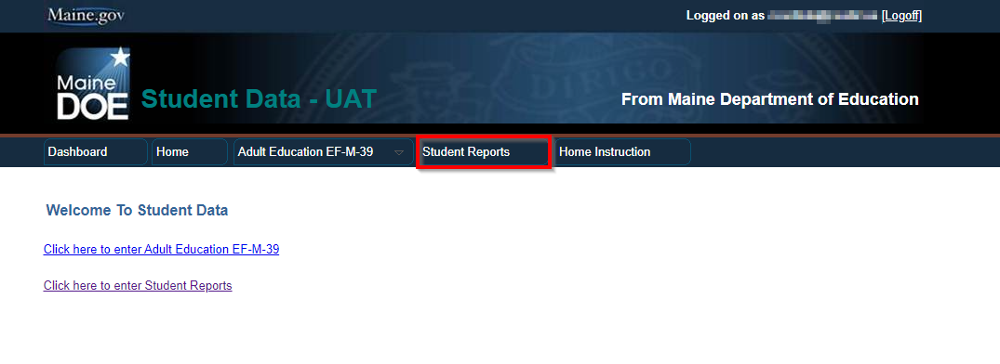 Maine.gov
Logged on as [Logoff]
Maine
DOE
Student Data - UAT
DIRIGO
From Maine Department of Education
Dashboard Home Adult Education EF-M-39 Student Reports Home Instruction
Welcome To Student Data
Click here to enter Adult Education EF-M-39
Click here to enter Student Reports